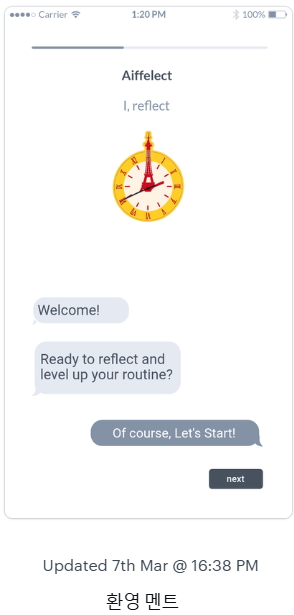 Carrier 1:20 PM 100%
Aiffelect
I, reflect
Welcome!
Ready to reflect and
level up your routine?
Of course, Let's Start!
next
Updated 7th Mar @ 16:38 PM
환영 멘트